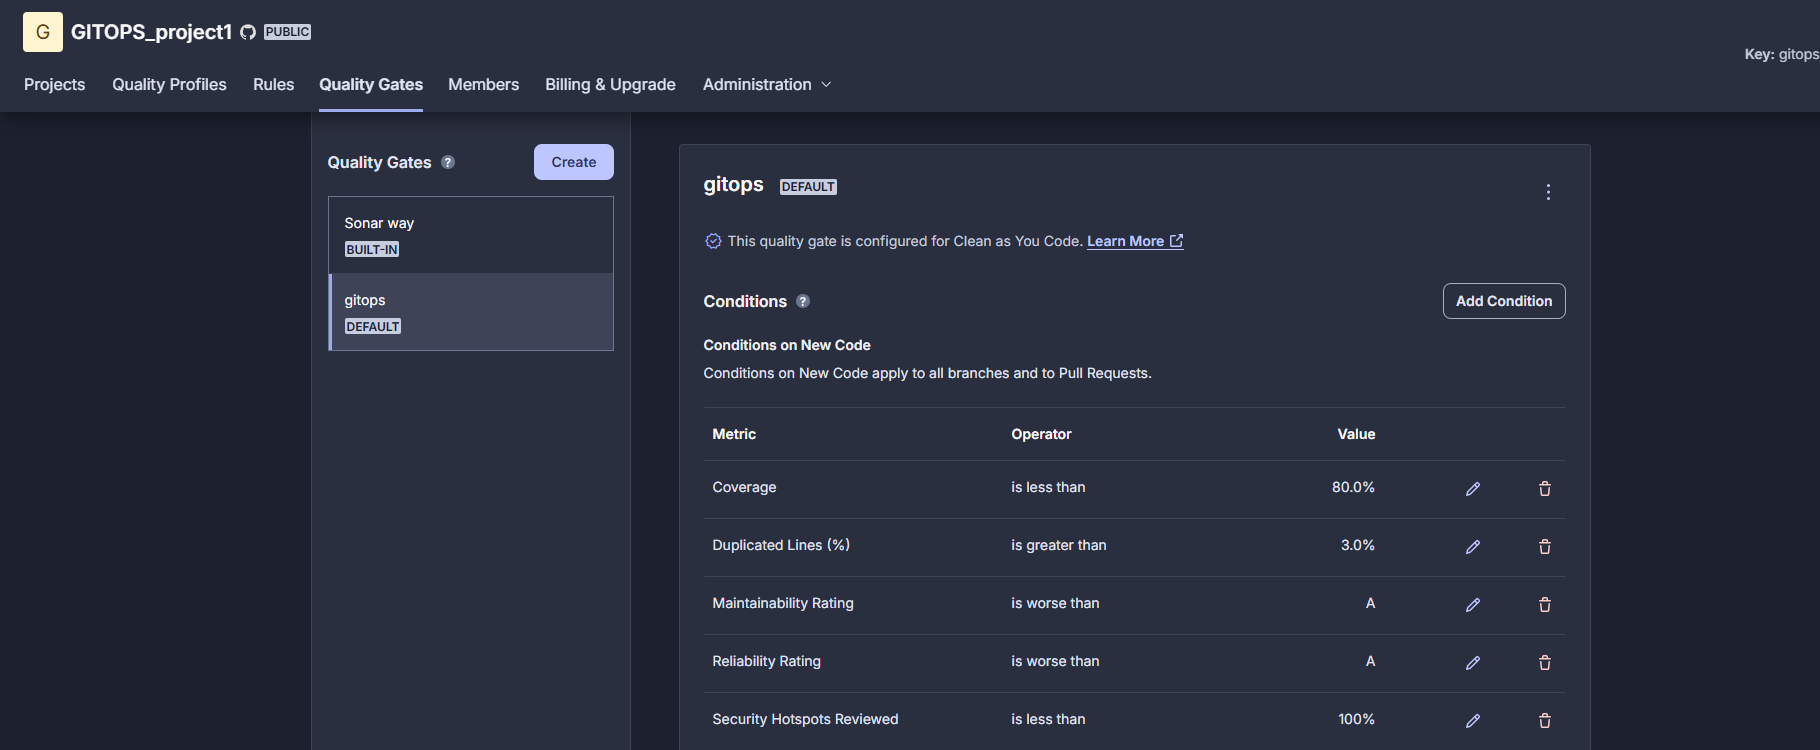 G
GITOPS_project1 PUBLIC
Key: gitops
Projects Quality Profiles Rules Quality Gates Members Billing & Upgrade Administration
Quality Gates ? Create
Sonar way
BUILT-IN
gitops
DEFAULT
gitops DEFAULT
This quality gate is configured for Clean as You Code. Learn More
Conditions ? Add Condition
Conditions on New Code
Conditions on New Code apply to all branches and to Pull Requests.
Metric Operator Value
Coverage is less than 80.0%
Duplicated Lines (%) is greater than 3.0%
Maintainability Rating is worse than A
Reliability Rating is worse than A
Security Hotspots Reviewed is less than 100%